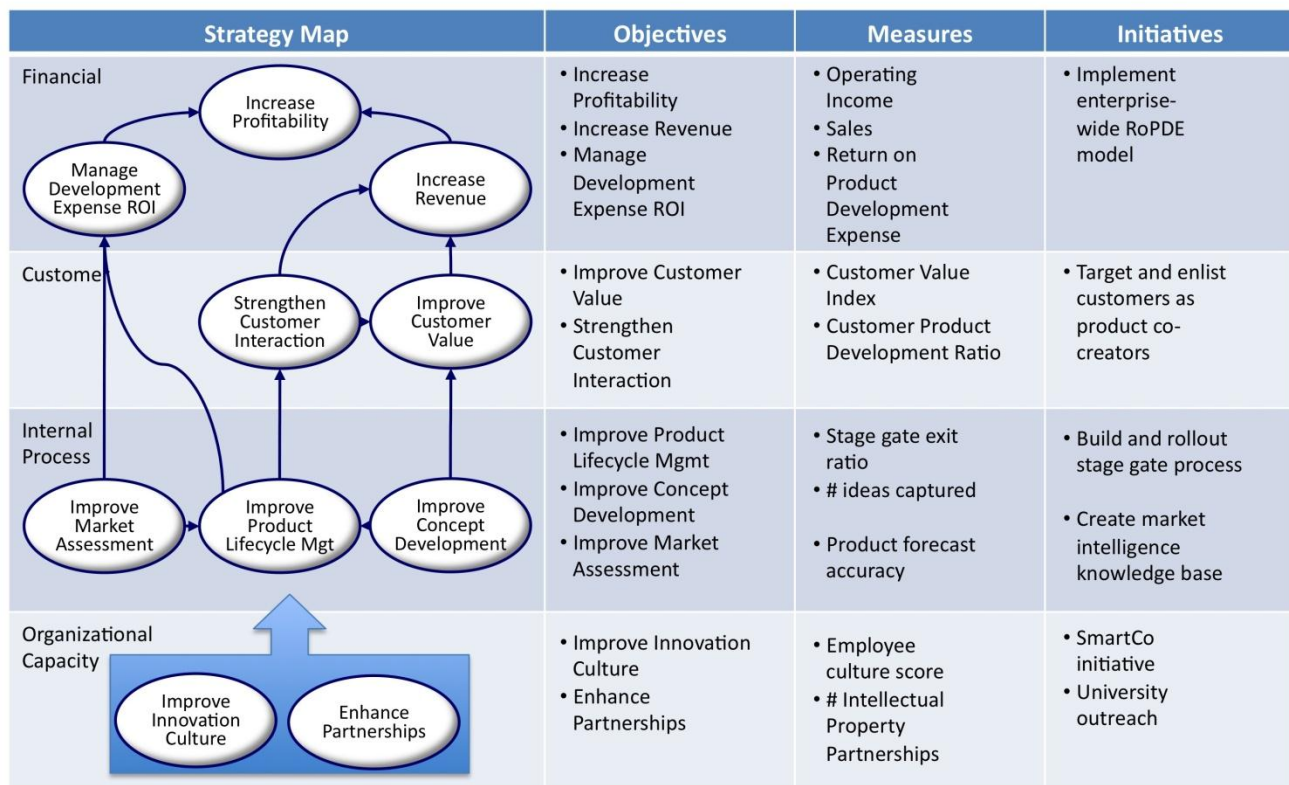 Strategy Map
Objectives
Measures
Initiatives
Financial
Increase
Profitability
Manage
Development
Expense ROI
Increase
Revenue
• Increase
Profitability
• Increase Revenue
• Manage
Development
Expense ROI
• Operating
Income
• Sales
• Return on
Product
Development
Expense
• Implement
enterprise-
wide RoPDE
model
Customer
Strengthen
Customer
Interaction
Improve
Customer
Value
• Improve Customer
Value
• Strengthen
Customer
Interaction
• Customer Value
Index
• Customer Product
Development Ratio
• Target and enlist
customers as
product co-
creators
Internal
Process
Improve
Market
Assessment
Improve
Product
Lifecycle Mgt
Improve
Concept
Development
• Improve Product
Lifecycle Mgmt
• Improve Concept
Development
• Improve Market
Assessment
• Stage gate exit
ratio
• # ideas captured
• Product forecast
accuracy
• Build and rollout
stage gate process
• Create market
intelligence
knowledge base
Organizational
Capacity
Improve
Innovation
Culture
Enhance
Partnerships
• Improve Innovation
Culture
• Enhance
Partnerships
• Employee
culture score
• # Intellectual
Property
Partnerships
• SmartCo
initiative
• University
outreach